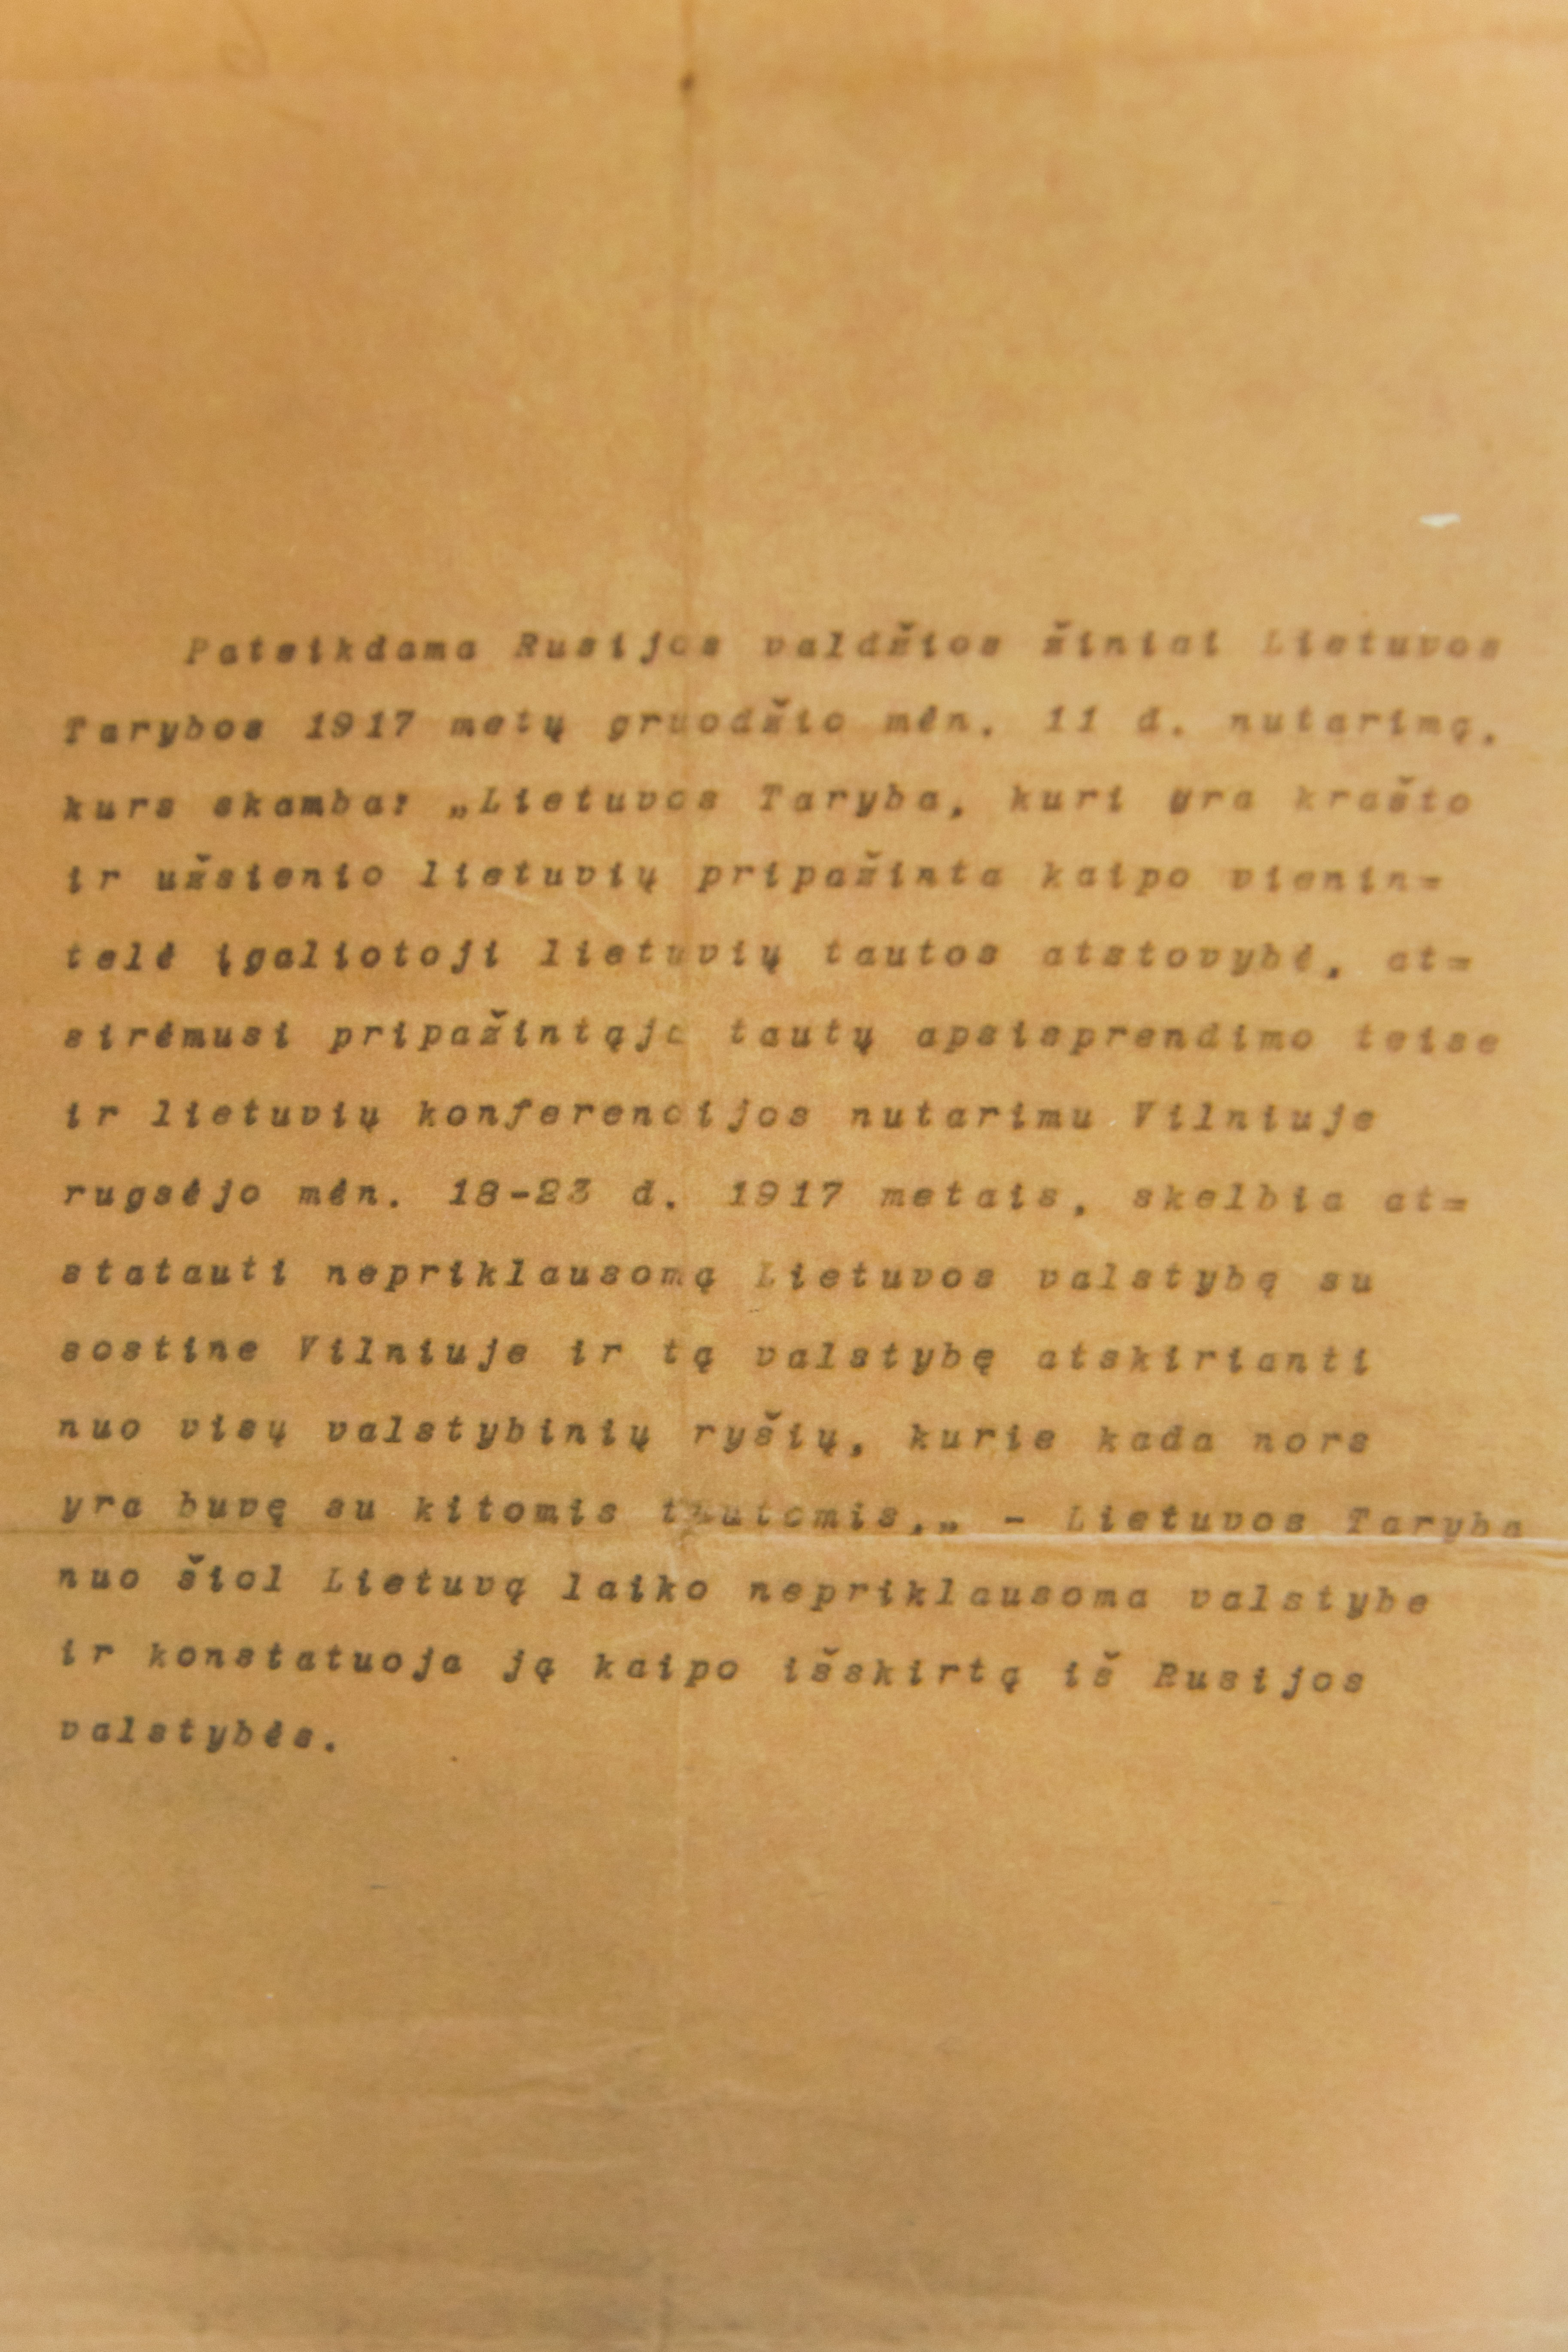 Pateikdama Rusijos valdžios žiniai Lietuvos
Tarybos 1917 metų gruodžio mėn. 11 d. nutarimą,
kurs skamba: „Lietuvos Taryba, kuri yra krašto
ir užsienio lietuvių pripažinta kaipo vienin=
telė įgaliotoji lietuvių tautos atstovybė, at=
sirėmusi pripažintąja tautų apsisprendimo teise
ir lietuvių konferencijos nutarimu Vilniuje
rugsėjo mėn. 18-23 d. 1917 metais, skelbia at=
statauti nepriklausomą Lietuvos valstybę su
sostine Vilniuje ir tą valstybę atskirianti
nuo visų valstybinių ryšių, kurie kada nors
yra buvę su kitomis tautomis,„ - Lietuvos Taryba
nuo šiol Lietuvą laiko nepriklausoma valstybe
ir konstatuoja ją kaipo išskirtą iš Rusijos
valstybės.